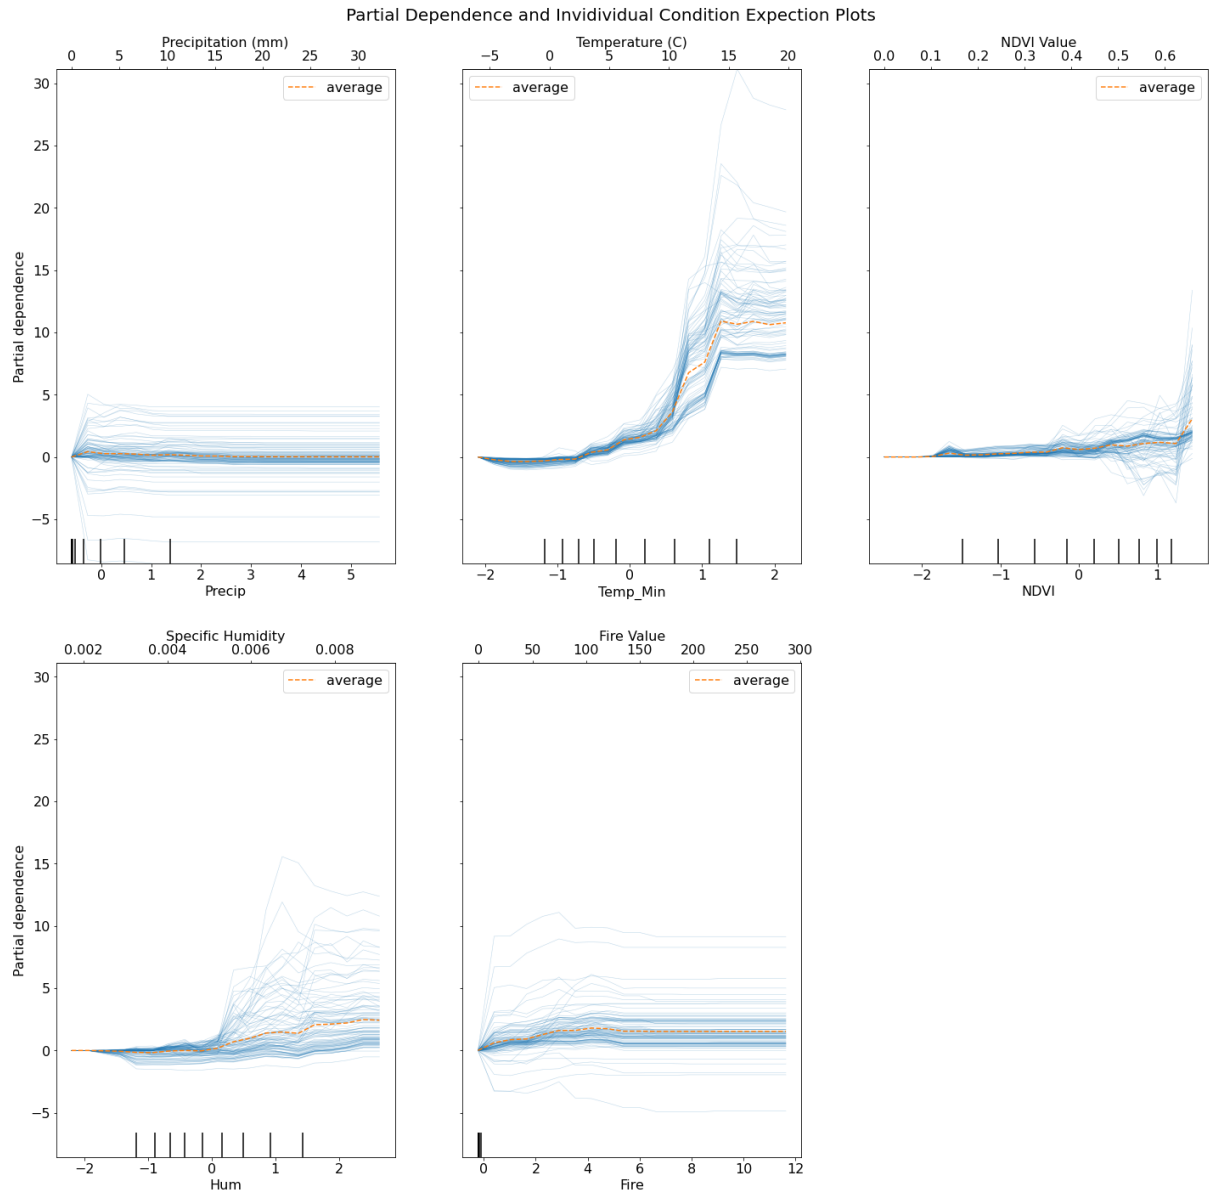 Partial Dependence and Invidividual Condition Expection Plots
Precipitation (mm)
0 5 10 15 20 25 30
average
30
25
20
15
10
5
0
−5
Partial dependence
0 1 2 3 4 5
Precip
Temperature (C)
−5 0 5 10 15 20
average
−2 −1 0 1 2
Temp_Min
NDVI Value
0.0 0.1 0.2 0.3 0.4 0.5 0.6
average
−2 −1 0 1
NDVI
Specific Humidity
0.002 0.004 0.006 0.008
average
30
25
20
15
10
5
0
−5
Partial dependence
−2 −1 0 1 2
Hum
Fire Value
0 50 100 150 200 250 300
average
0 2 4 6 8 10 12
Fire